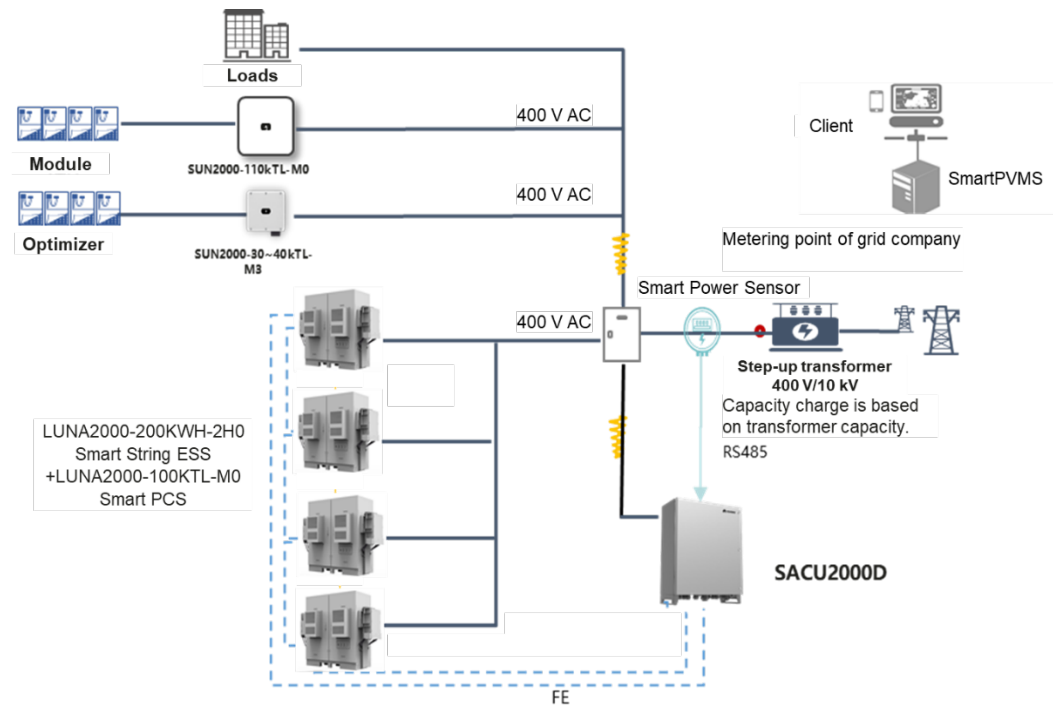 Loads
400 V AC
Module
SUN2000-110kTL-M0
Client
SmartPVMS
400 V AC
Optimizer
SUN2000-30~40kTL-
M3
Metering point of grid company
Smart Power Sensor
400 V AC
Step-up transformer
400 V/10 kV
Capacity charge is based
on transformer capacity.
RS485
LUNA2000-200KWH-2H0
Smart String ESS
+LUNA2000-100KTL-M0
Smart PCS
SACU2000D
FE